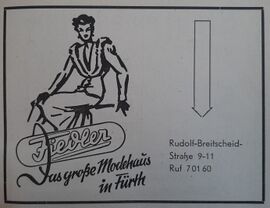 Fiedler
Das große Modehaus
in Fürth
Rudolf-Breitscheid-
Straße 9-11
Ruf 7 01 60